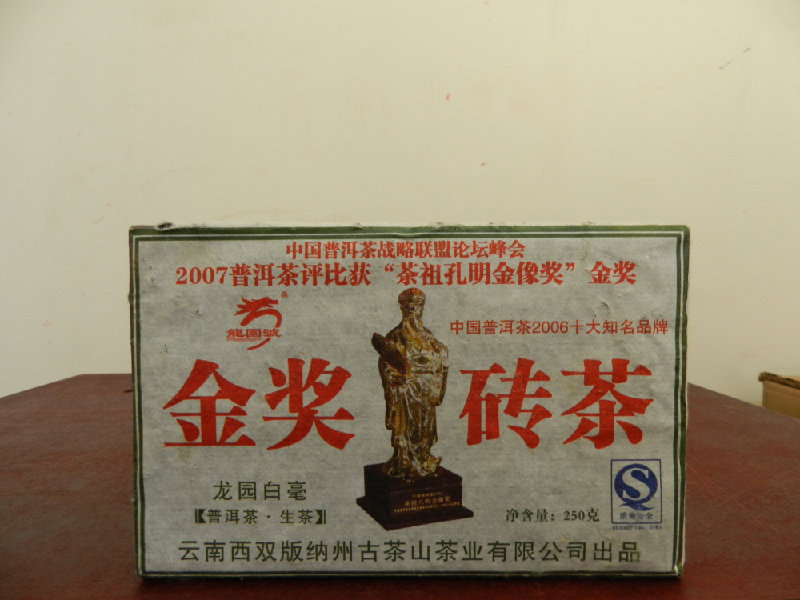 中国普洱茶战略联盟论坛峰会
2007普洱茶评比获“茶祖孔明金像奖”金奖
龍園號
中国普洱茶2006十大知名品牌
金奖 砖茶
龙园白毫
【普洱茶·生茶】
净含量：250克
质量安全
云南西双版纳州古茶山茶业有限公司出品